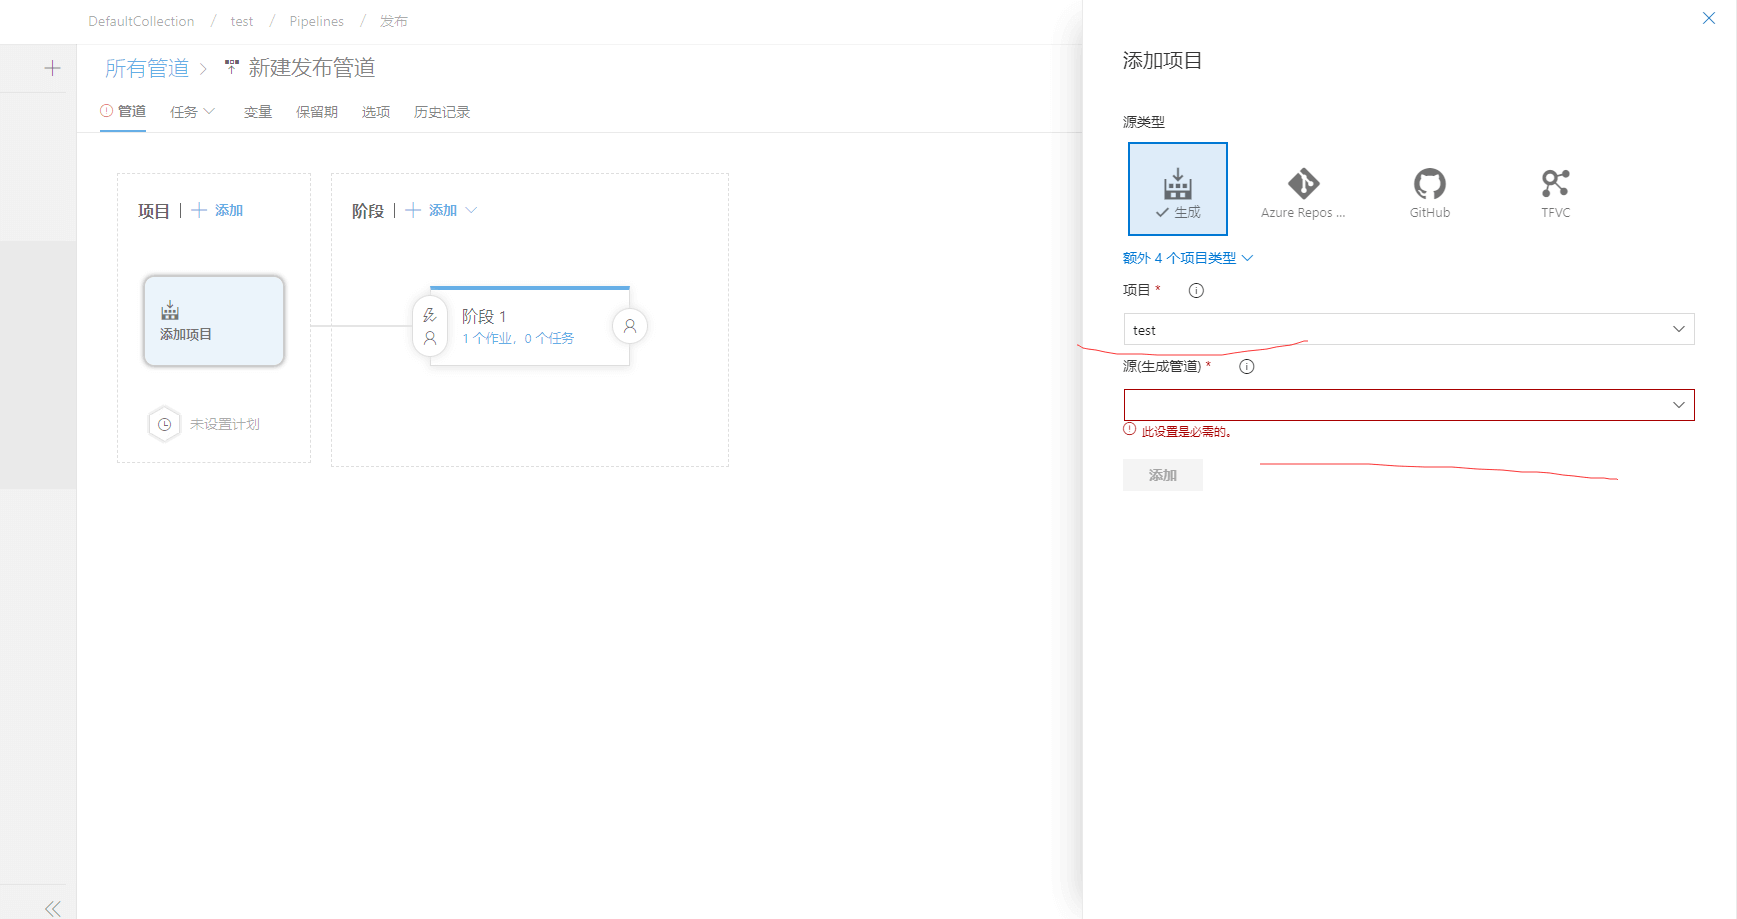 DefaultCollection / test / Pipelines / 发布
所有管道 > 新建发布管道
管道 任务 变量 保留期 选项 历史记录
项目 | + 添加
阶段 | + 添加
添加项目
阶段 1
1 个作业, 0 个任务
未设置计划
添加项目
源类型
生成
Azure Repos ...
GitHub
TFVC
额外 4 个项目类型
项目 *
test
源(生成管道) *
此设置是必需的。
添加